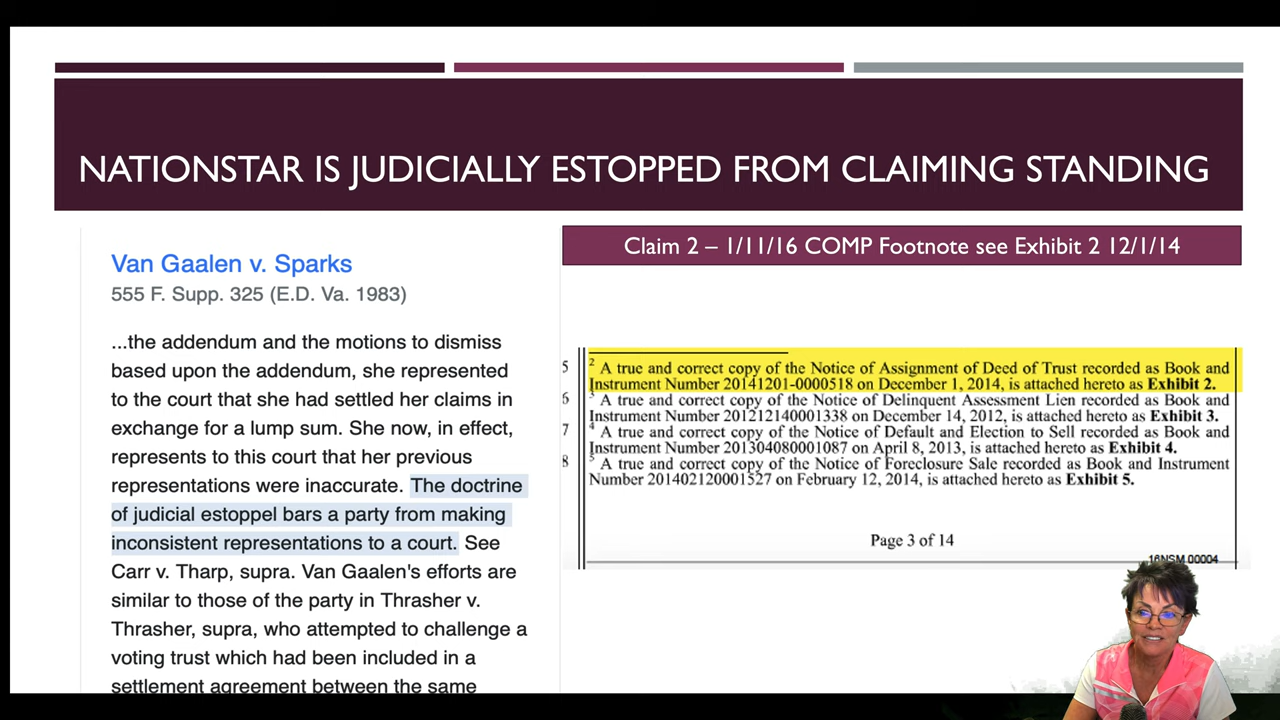 NATIONSTAR IS JUDICIALLY ESTOPPED FROM CLAIMING STANDING
Van Gaalen v. Sparks
555 F. Supp. 325 (E.D. Va. 1983)
...the addendum and the motions to dismiss
based upon the addendum, she represented
to the court that she had settled her claims in
exchange for a lump sum. She now, in effect,
represents to this court that her previous
representations were inaccurate. The doctrine
of judicial estoppel bars a party from making
inconsistent representations to a court. See
Carr v. Tharp, supra. Van Gaalen's efforts are
similar to those of the party in Thrasher v.
Thrasher, supra, who attempted to challenge a
voting trust which had been included in a
settlement agreement between the same
Claim 2 – 1/11/16 COMP Footnote see Exhibit 2 12/1/14
5 2 A true and correct copy of the Notice of Assignment of Deed of Trust recorded as Book and
Instrument Number 20141201-0000518 on December 1, 2014, is attached hereto as Exhibit 2.
6 3 A true and correct copy of the Notice of Delinquent Assessment Lien recorded as Book and
Instrument Number 201212140001338 on December 14, 2012, is attached hereto as Exhibit 3.
7 4 A true and correct copy of the Notice of Default and Election to Sell recorded as Book and
Instrument Number 201304080001087 on April 8, 2013, is attached hereto as Exhibit 4.
8 5 A true and correct copy of the Notice of Foreclosure Sale recorded as Book and Instrument
Number 201402120001527 on February 12, 2014, is attached hereto as Exhibit 5.
Page 3 of 14
16NSM 00004